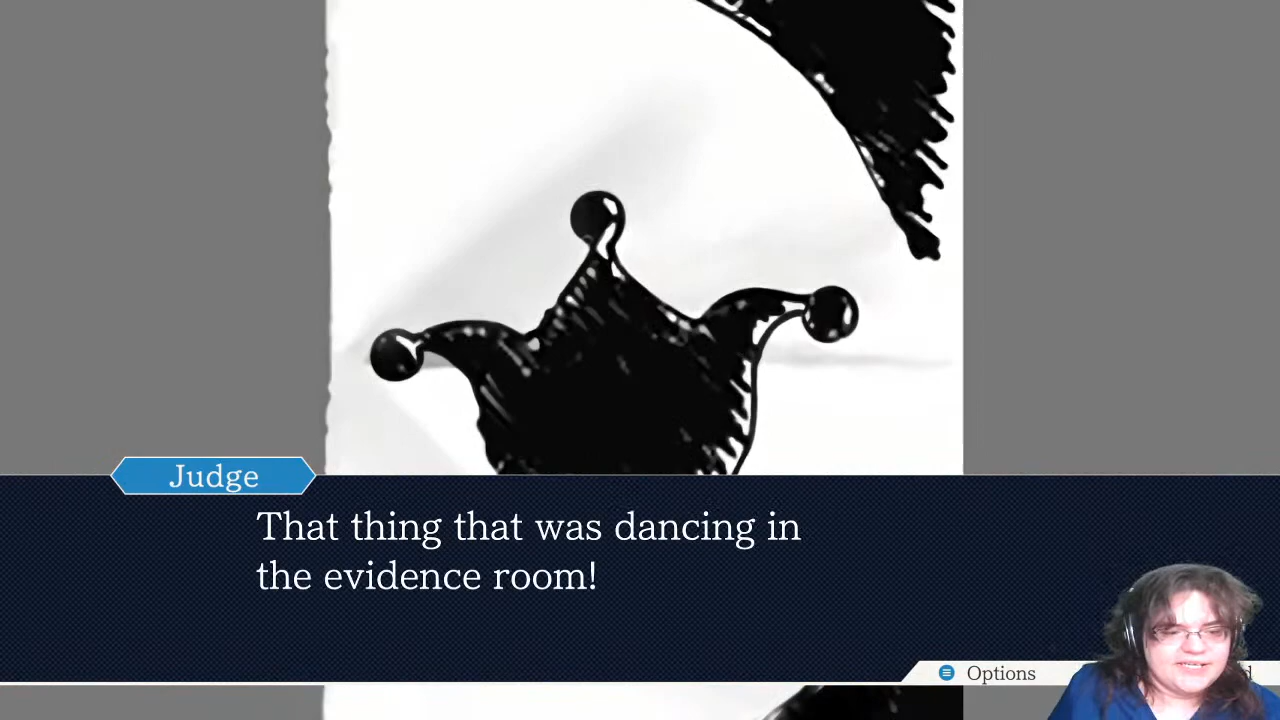 Judge
That thing that was dancing in
the evidence room!
Options